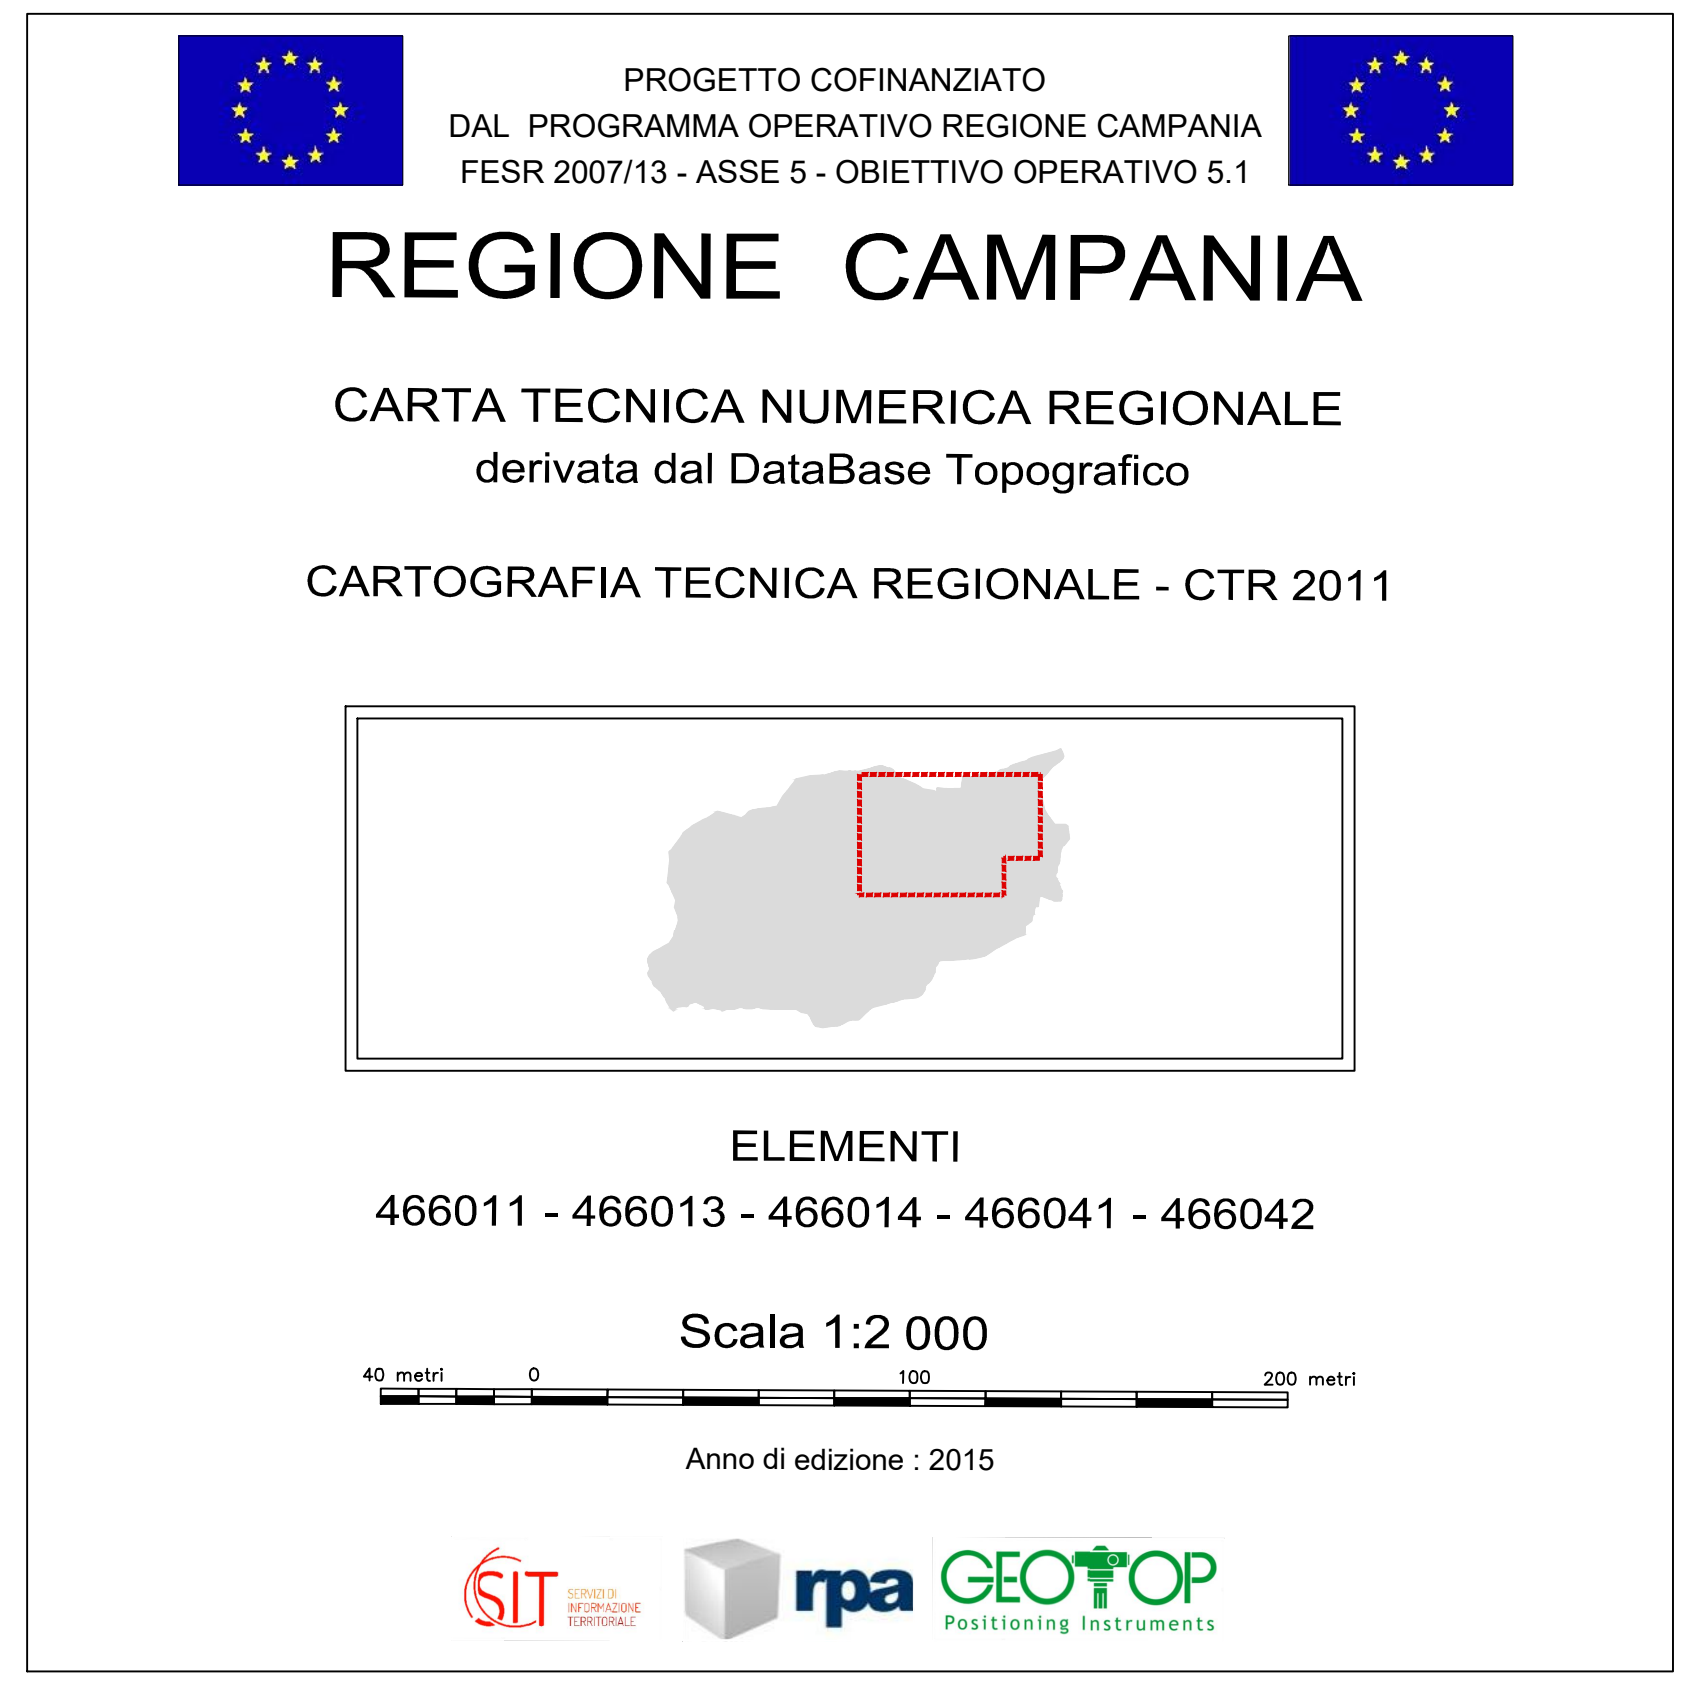 PROGETTO COFINANZIATO
DAL PROGRAMMA OPERATIVO REGIONE CAMPANIA
FESR 2007/13 - ASSE 5 - OBIETTIVO OPERATIVO 5.1
REGIONE CAMPANIA
CARTA TECNICA NUMERICA REGIONALE
derivata dal DataBase Topografico
CARTOGRAFIA TECNICA REGIONALE - CTR 2011
ELEMENTI
466011 - 466013 - 466014 - 466041 - 466042
Scala 1:2 000
40 metri 0 100 200 metri
Anno di edizione : 2015
SIT SERVIZI DI
INFORMAZIONE
TERRITORIALE
rpa
GEOTOP
Positioning Instruments